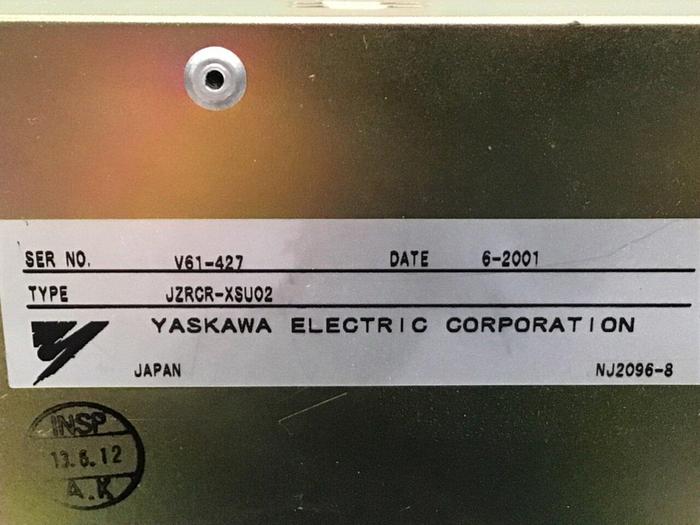 SER NO. V61-427 DATE 6-2001
TYPE JZRCR-XSU02
YASKAWA ELECTRIC CORPORATION
JAPAN NJ2096-8
INSP
13.6.12
A.K